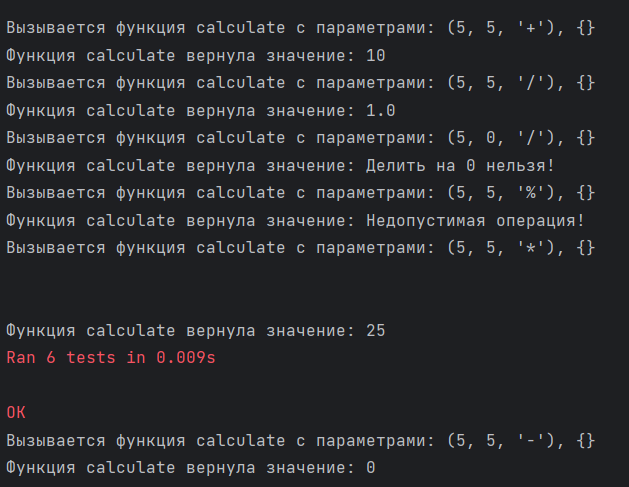 Вызывается функция calculate с параметрами: (5, 5, '+'), {}
Функция calculate вернула значение: 10
Вызывается функция calculate с параметрами: (5, 5, '/'), {}
Функция calculate вернула значение: 1.0
Вызывается функция calculate с параметрами: (5, 0, '/'), {}
Функция calculate вернула значение: Делить на 0 нельзя!
Вызывается функция calculate с параметрами: (5, 5, '%'), {}
Функция calculate вернула значение: Недопустимая операция!
Вызывается функция calculate с параметрами: (5, 5, '*'), {}
Функция calculate вернула значение: 25
Ran 6 tests in 0.009s
OK
Вызывается функция calculate с параметрами: (5, 5, '-'), {}
Функция calculate вернула значение: 0